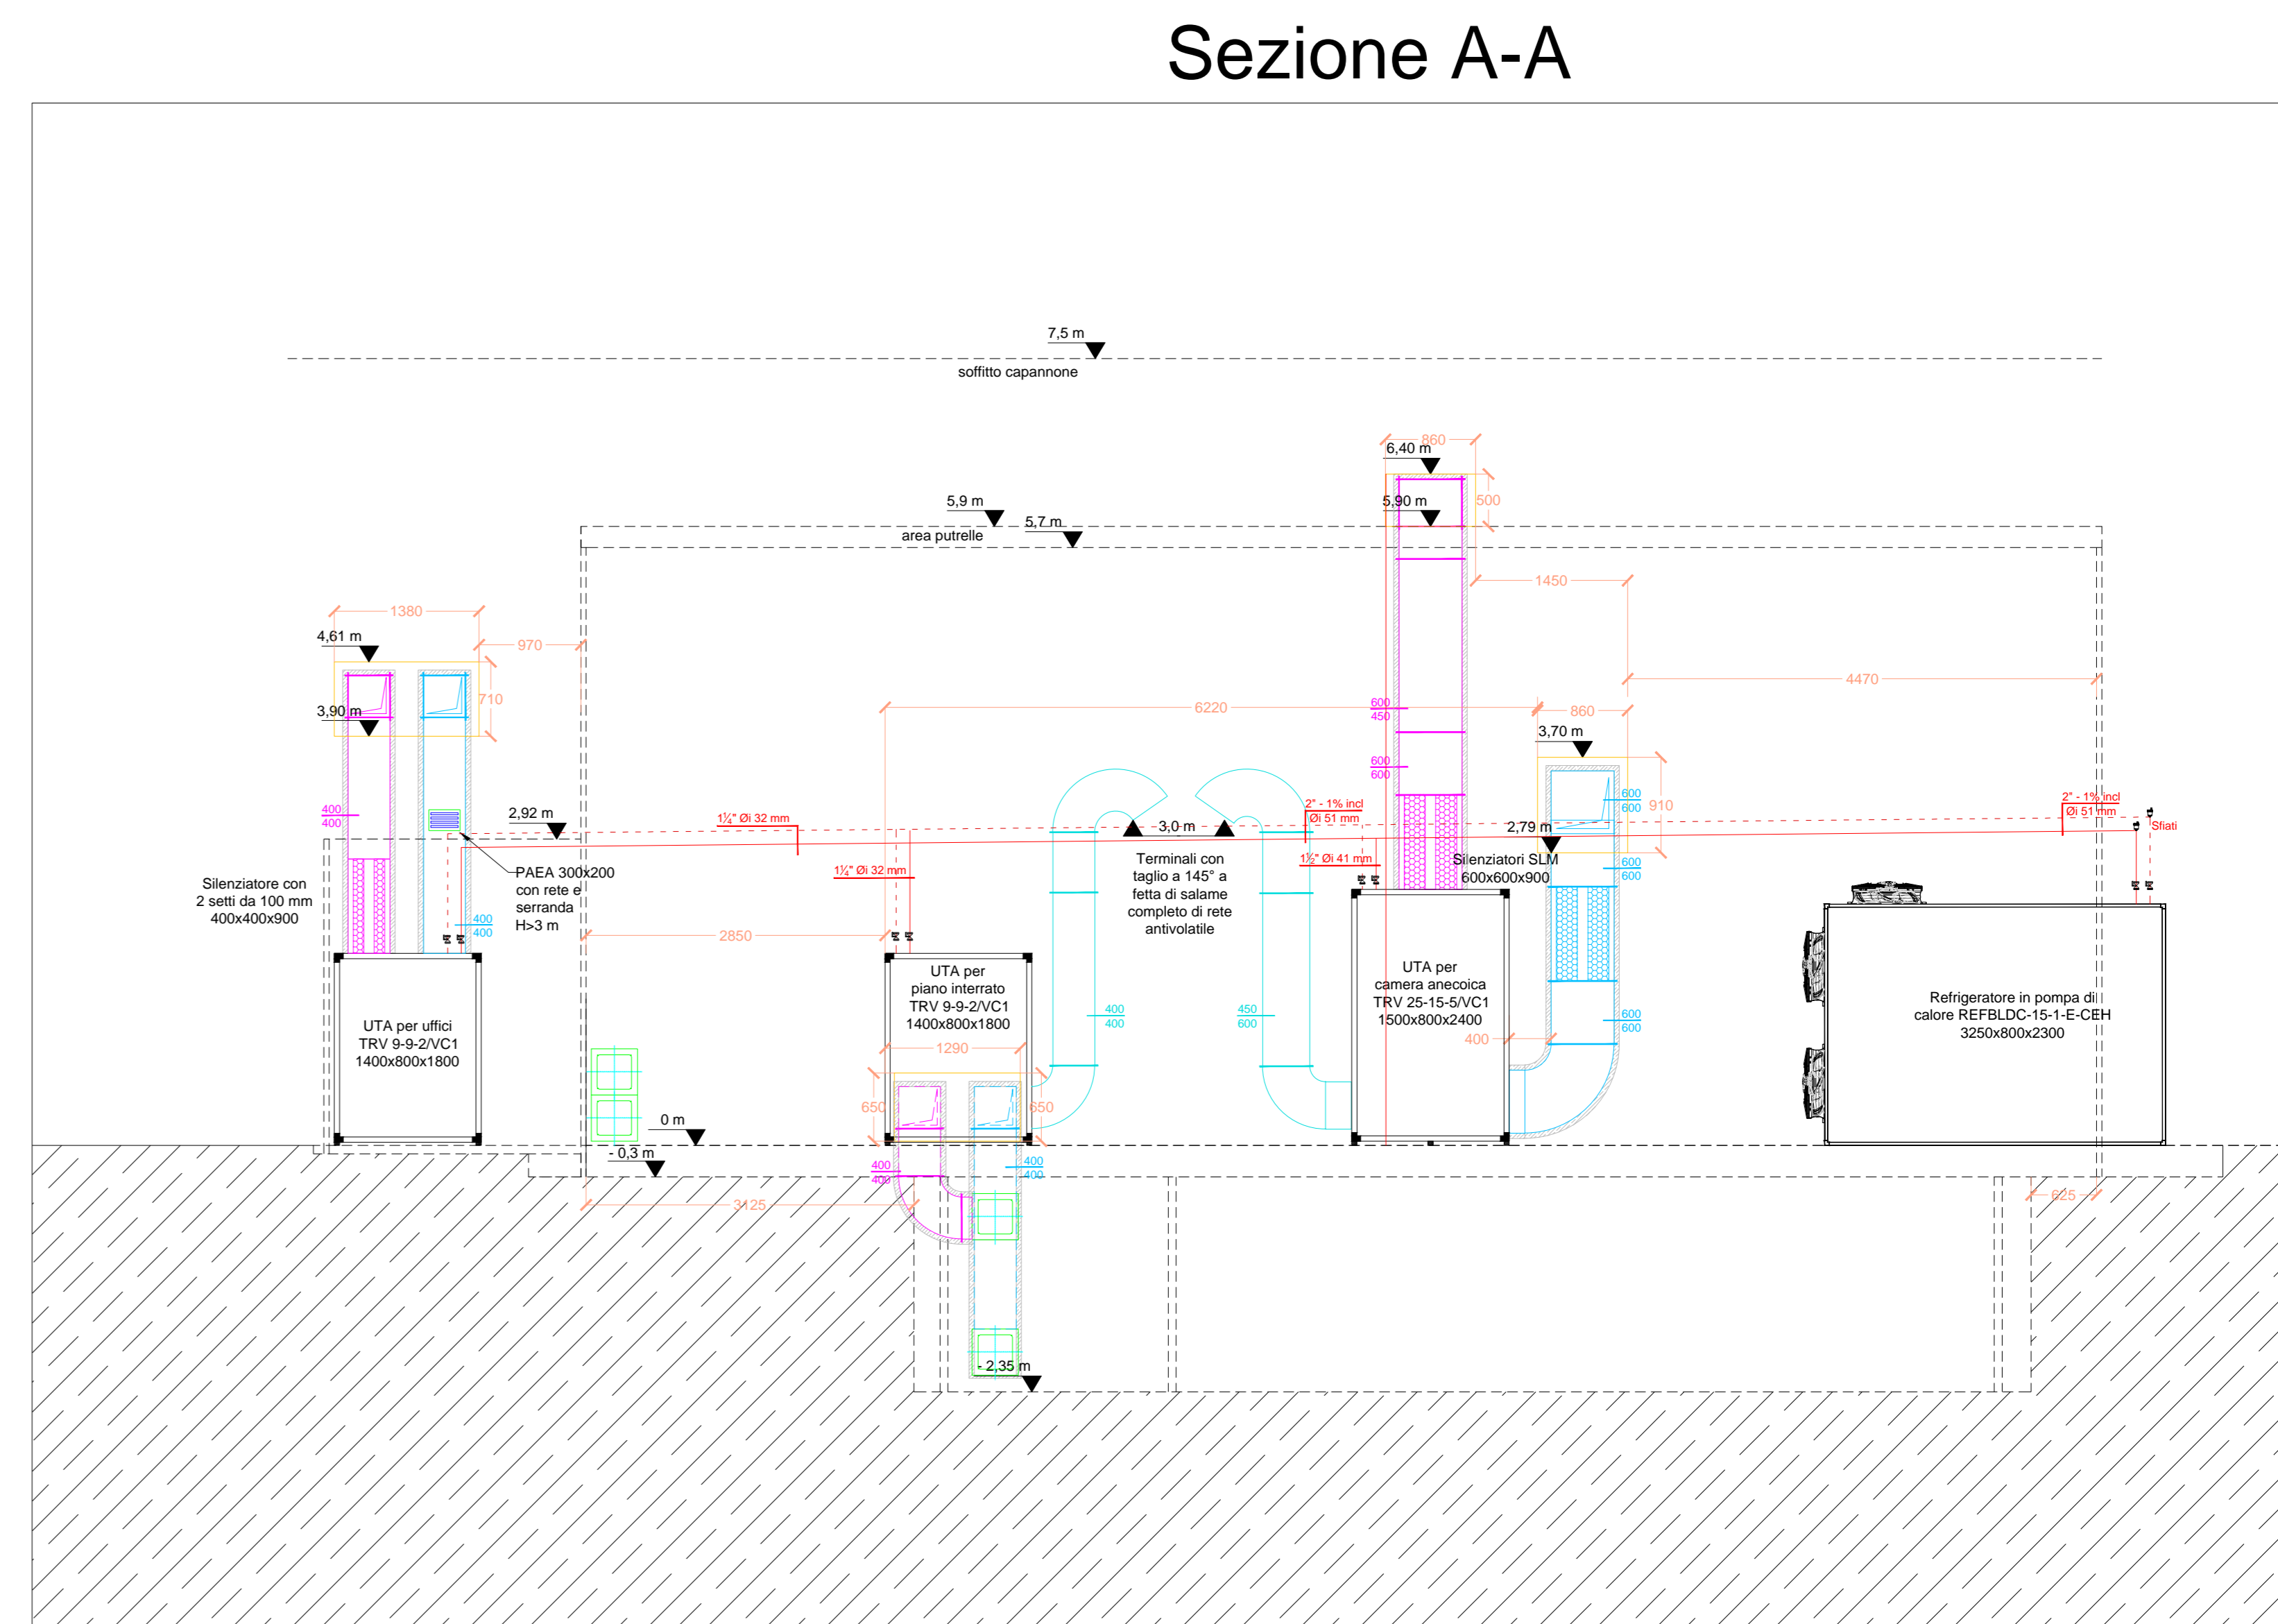 Sezione A-A
7,5 m
soffitto capannone
860
6,40 m
500
5,90 m
5,9 m
5,7 m
area putrelle
1450
1380
4,61 m
970
710
3,90 m
4470
6220
600
450
860
3,70 m
600
600
600
600
910
400
400
2,92 m
1¼" Øi 32 mm
2" - 1% incl
Øi 51 mm
3,0 m
2,79 m
2" - 1% incl
Øi 51 mm
Sfiati
1¼" Øi 32 mm
1½" Øi 41 mm
Silenziatori SLM
600x600x900
600
600
Terminali con
taglio a 145° a
fetta di salame
completo di rete
antivolatile
PAEA 300x200
con rete e
serranda
H>3 m
Silenziatore con
2 setti da 100 mm
400x400x900
400
400
2850
UTA per
piano interrato
TRV 9-9-2/VC1
1400x800x1800
UTA per
camera anecoica
TRV 25-15-5/VC1
1500x800x2400
Refrigeratore in pompa di
calore REFBLDC-15-1-E-CEH
3250x800x2300
UTA per uffici
TRV 9-9-2/VC1
1400x800x1800
400
400
450
600
600
600
400
1290
650
650
0 m
- 0,3 m
400
400
400
400
3125
625
- 2,35 m